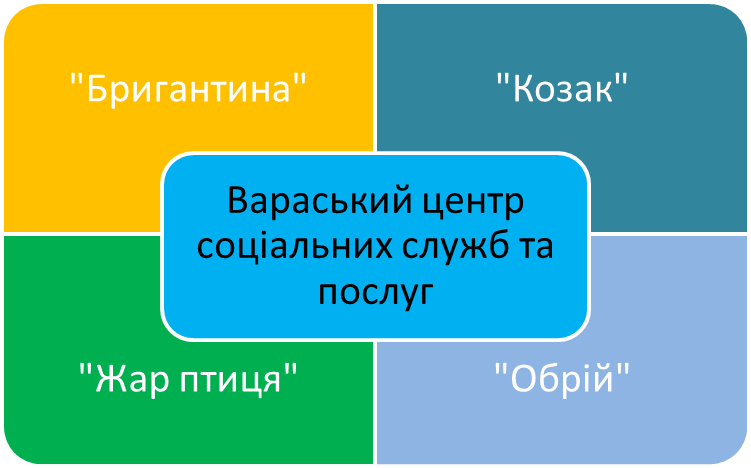 "Бригантина"
"Козак"
Вараський центр
соціальних служб та
послуг
"Жар птиця"
"Обрій"